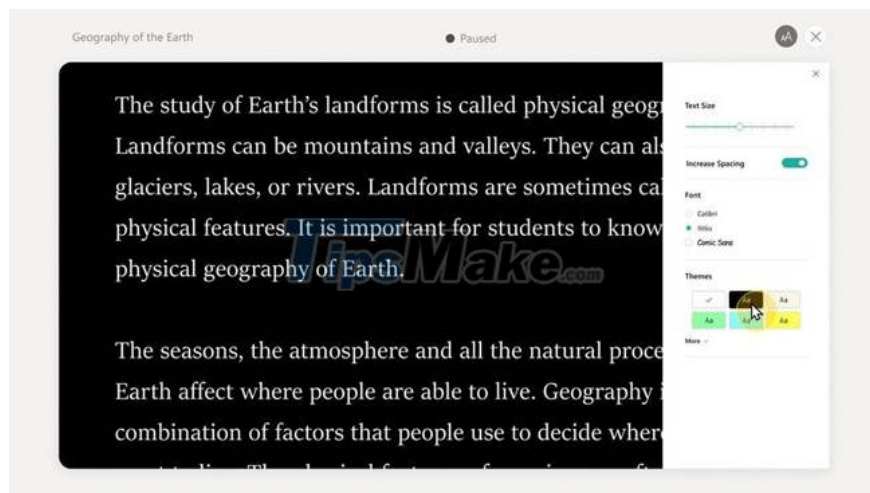 Geography of the Earth
Paused
AA
The study of Earth's landforms is called physical geogr
Landforms can be mountains and valleys. They can als
glaciers, lakes, or rivers. Landforms are sometimes cal
physical features. It is important for students to know
physical geography of Earth.
TipsMake.com
The seasons, the atmosphere and all the natural proce
Earth affect where people are able to live. Geography i
combination of factors that people use to decide where
Text Size
Increase Spacing
Font
Calibri
Sitka
Comic Sans
Themes
Aa Aa
Aa Aa Aa
More